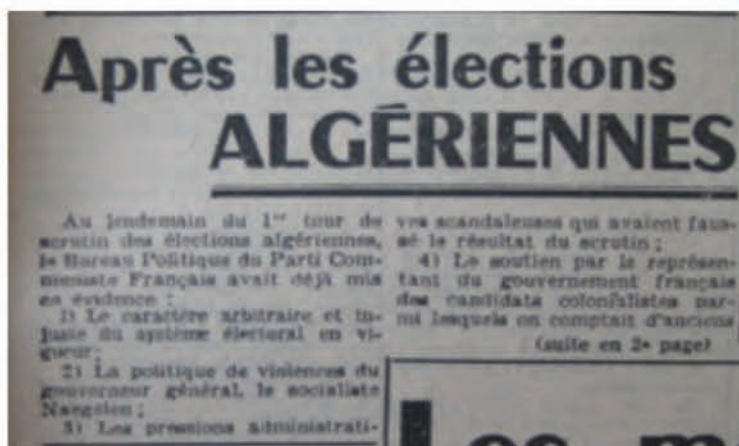 Après les élections
ALGÉRIENNES
Au lendemain du 1er tour de
scrutin des élections algériennes,
le Bureau Politique du Parti Com-
muniste Français avait déjà mis
en évidence :
1) Le caractère arbitraire et in-
juste du système électoral en vi-
gueur;
2) La politique de violences du
gouverneur général, le socialiste
Naegelen ;
3) Les pressions administrati-
ves scandaleuses qui avaient faus-
sé le résultat du scrutin ;
4) Le soutien par le représen-
tant du gouvernement français
des candidats colonialistes par-
mi lesquels on comptait d'anciens
(suite en 2e page)